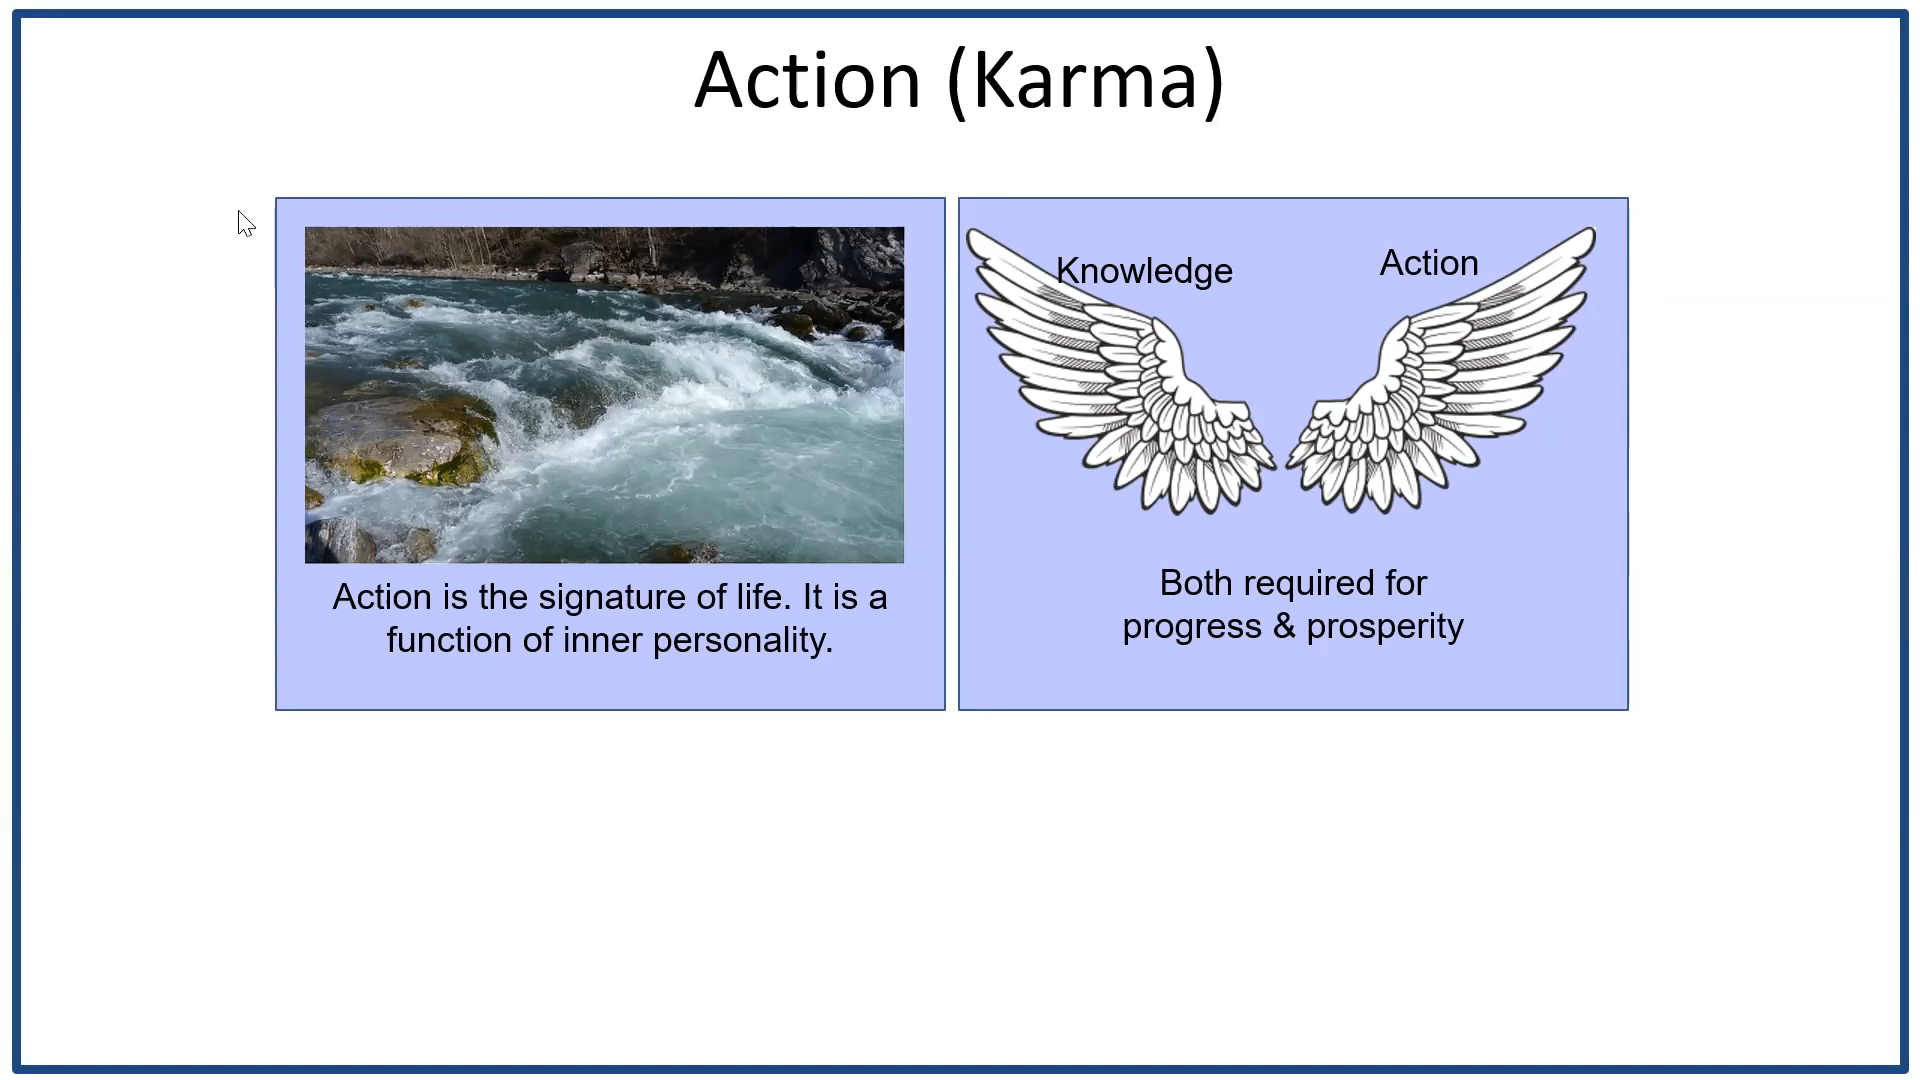 Action (Karma)
Action is the signature of life. It is a
function of inner personality.
Knowledge
Action
Both required for
progress & prosperity